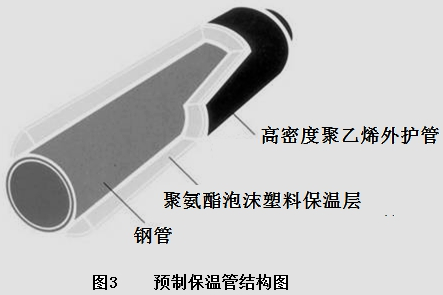 高密度聚乙烯外护管
聚氨酯泡沫塑料保温层
钢管
图3 预制保温管结构图